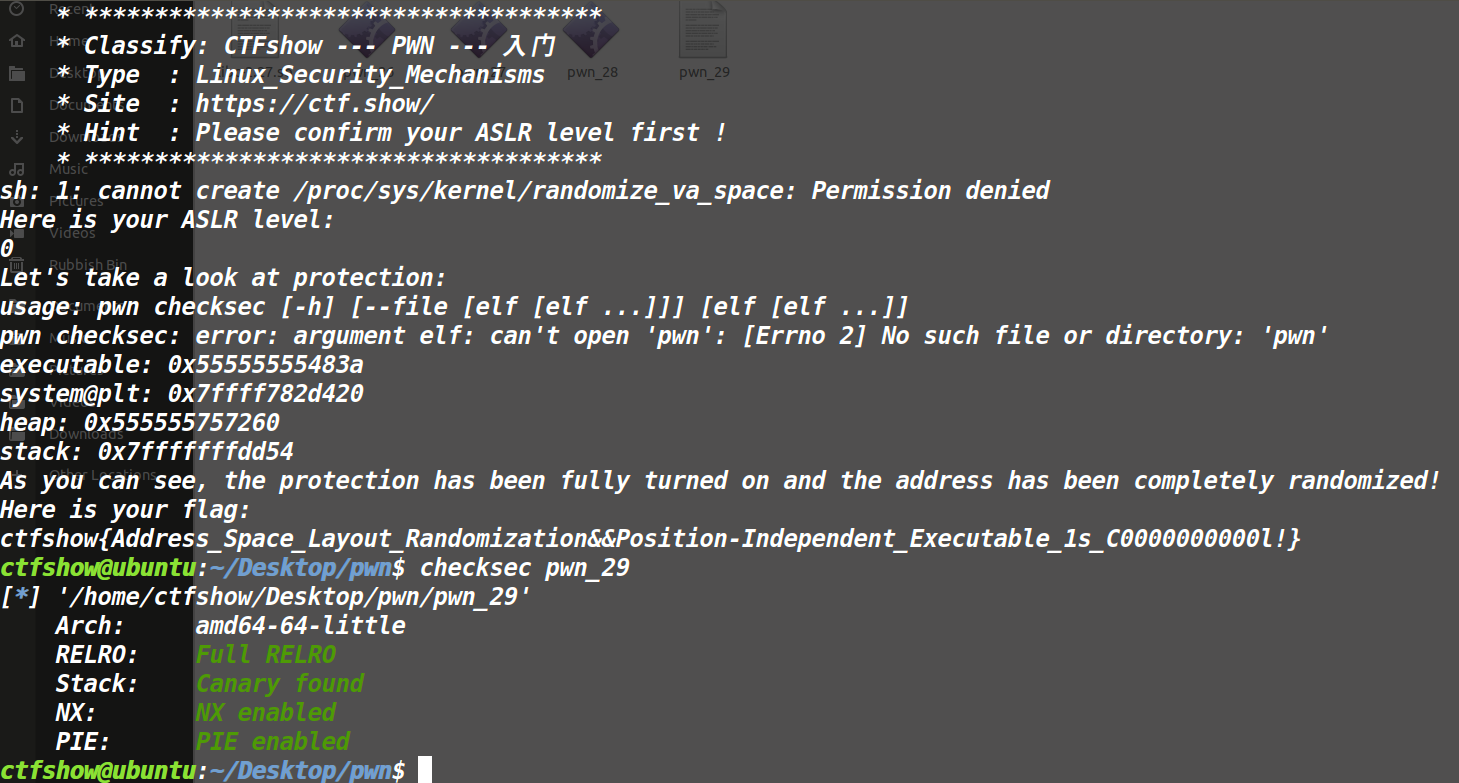 * *************************************
* Classify: CTFshow --- PWN --- 入门
* Type  : Linux_Security_Mechanisms
* Site  : https://ctf.show/
* Hint  : Please confirm your ASLR level first !
* *************************************
pwn_28
pwn_29
Music
Pictures
Videos
Rubbish Bin
Downloads
Other Locations
sh: 1: cannot create /proc/sys/kernel/randomize_va_space: Permission denied
Here is your ASLR level:
0
Let's take a look at protection:
usage: pwn checksec [-h] [--file [elf [elf ...]]] [elf [elf ...]]
pwn checksec: error: argument elf: can't open 'pwn': [Errno 2] No such file or directory: 'pwn'
executable: 0x55555555483a
system@plt: 0x7ffff782d420
heap: 0x555555757260
stack: 0x7fffffffdd54
As you can see, the protection has been fully turned on and the address has been completely randomized!
Here is your flag:
ctfshow{Address_Space_Layout_Randomization&&Position-Independent_Executable_1s_C0000000000l!}
ctfshow@ubuntu:~/Desktop/pwn$ checksec pwn_29
[*] '/home/ctfshow/Desktop/pwn/pwn_29'
    Arch:     amd64-64-little
    RELRO:    Full RELRO
    Stack:    Canary found
    NX:       NX enabled
    PIE:      PIE enabled
ctfshow@ubuntu:~/Desktop/pwn$